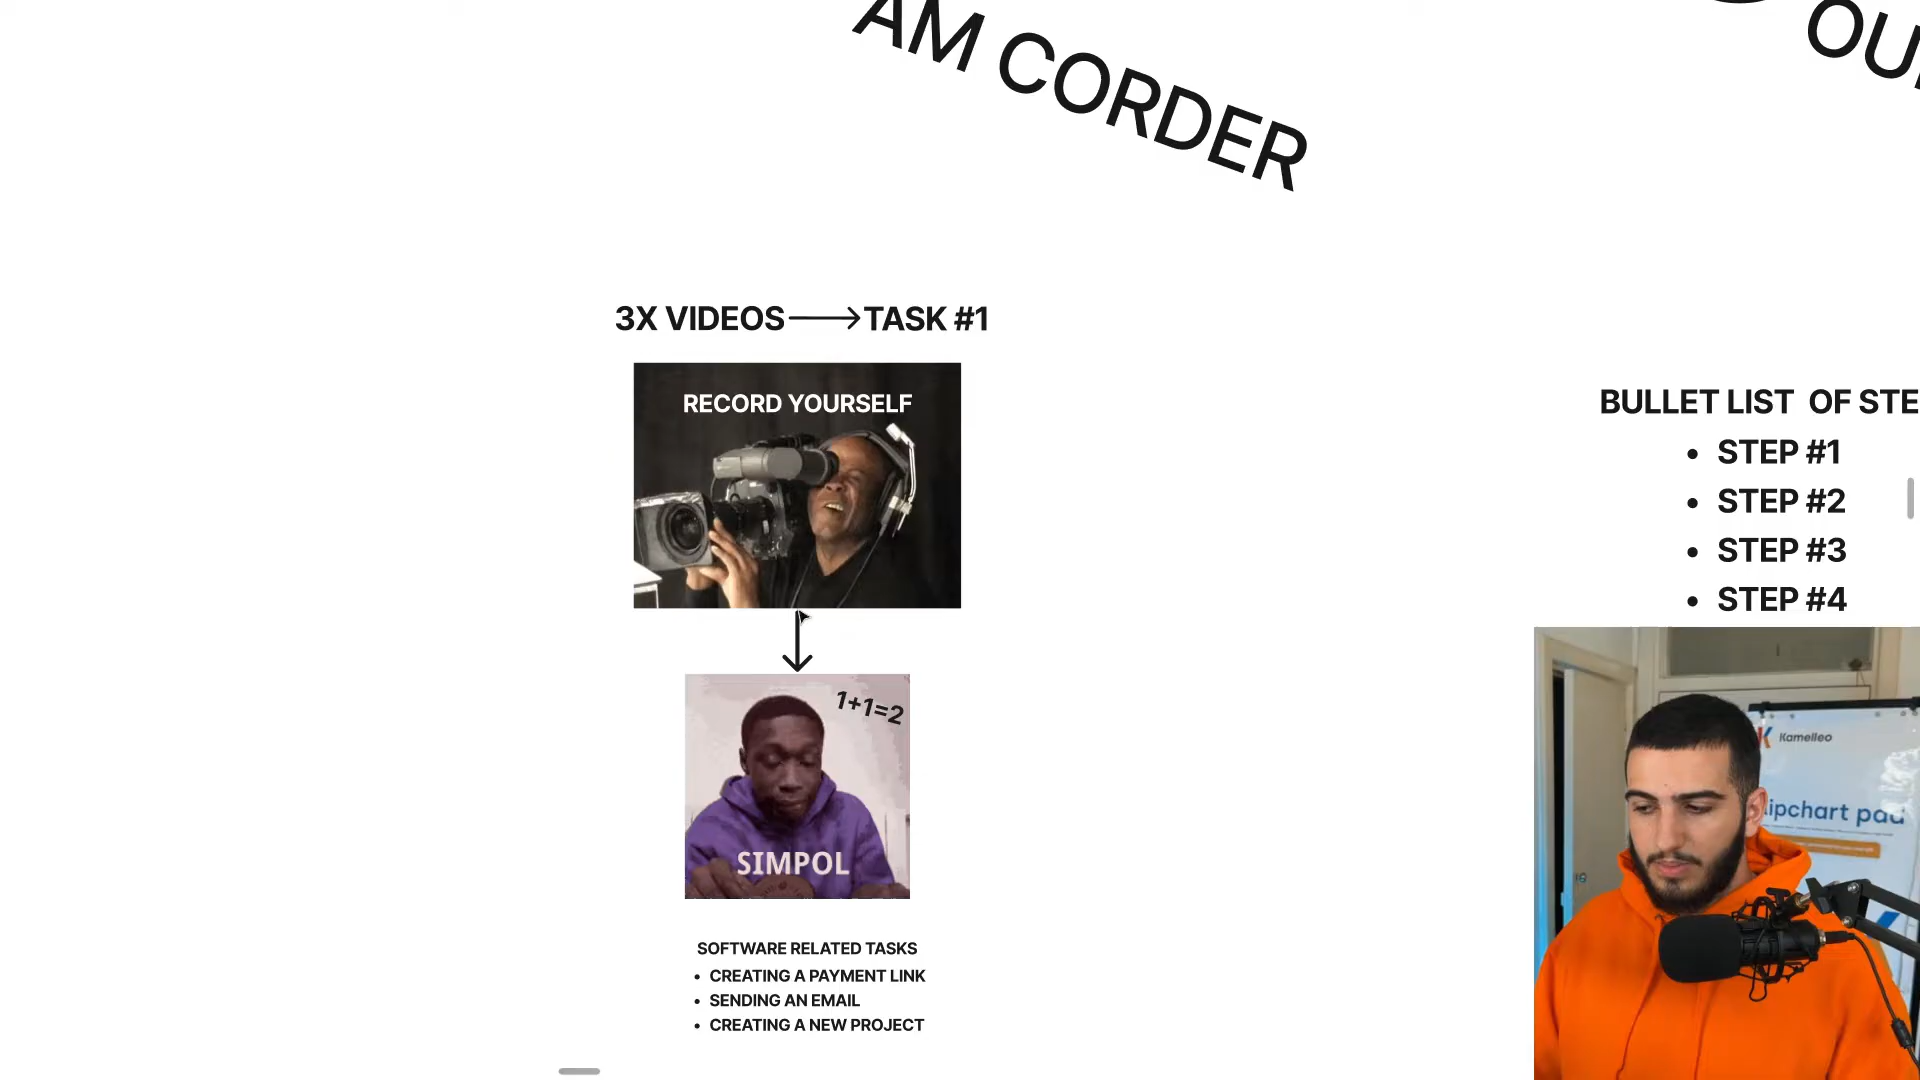 AM CORDER
OU
3X VIDEOS TASK #1
RECORD YOURSELF
1+1=2
SIMPOL
SOFTWARE RELATED TASKS
• CREATING A PAYMENT LINK
• SENDING AN EMAIL
• CREATING A NEW PROJECT
BULLET LIST OF STE
• STEP #1
• STEP #2
• STEP #3
• STEP #4
Kamelleo
lipchart pad